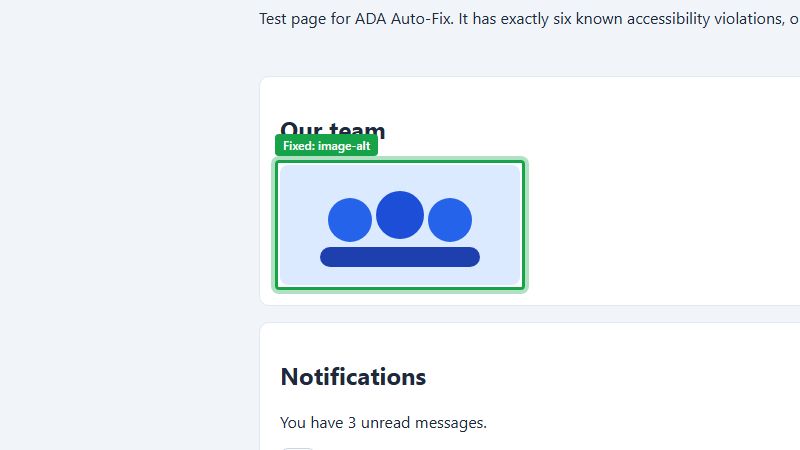 Test page for ADA Auto-Fix. It has exactly six known accessibility violations, o
Our team
Fixed: image-alt
Notifications
You have 3 unread messages.